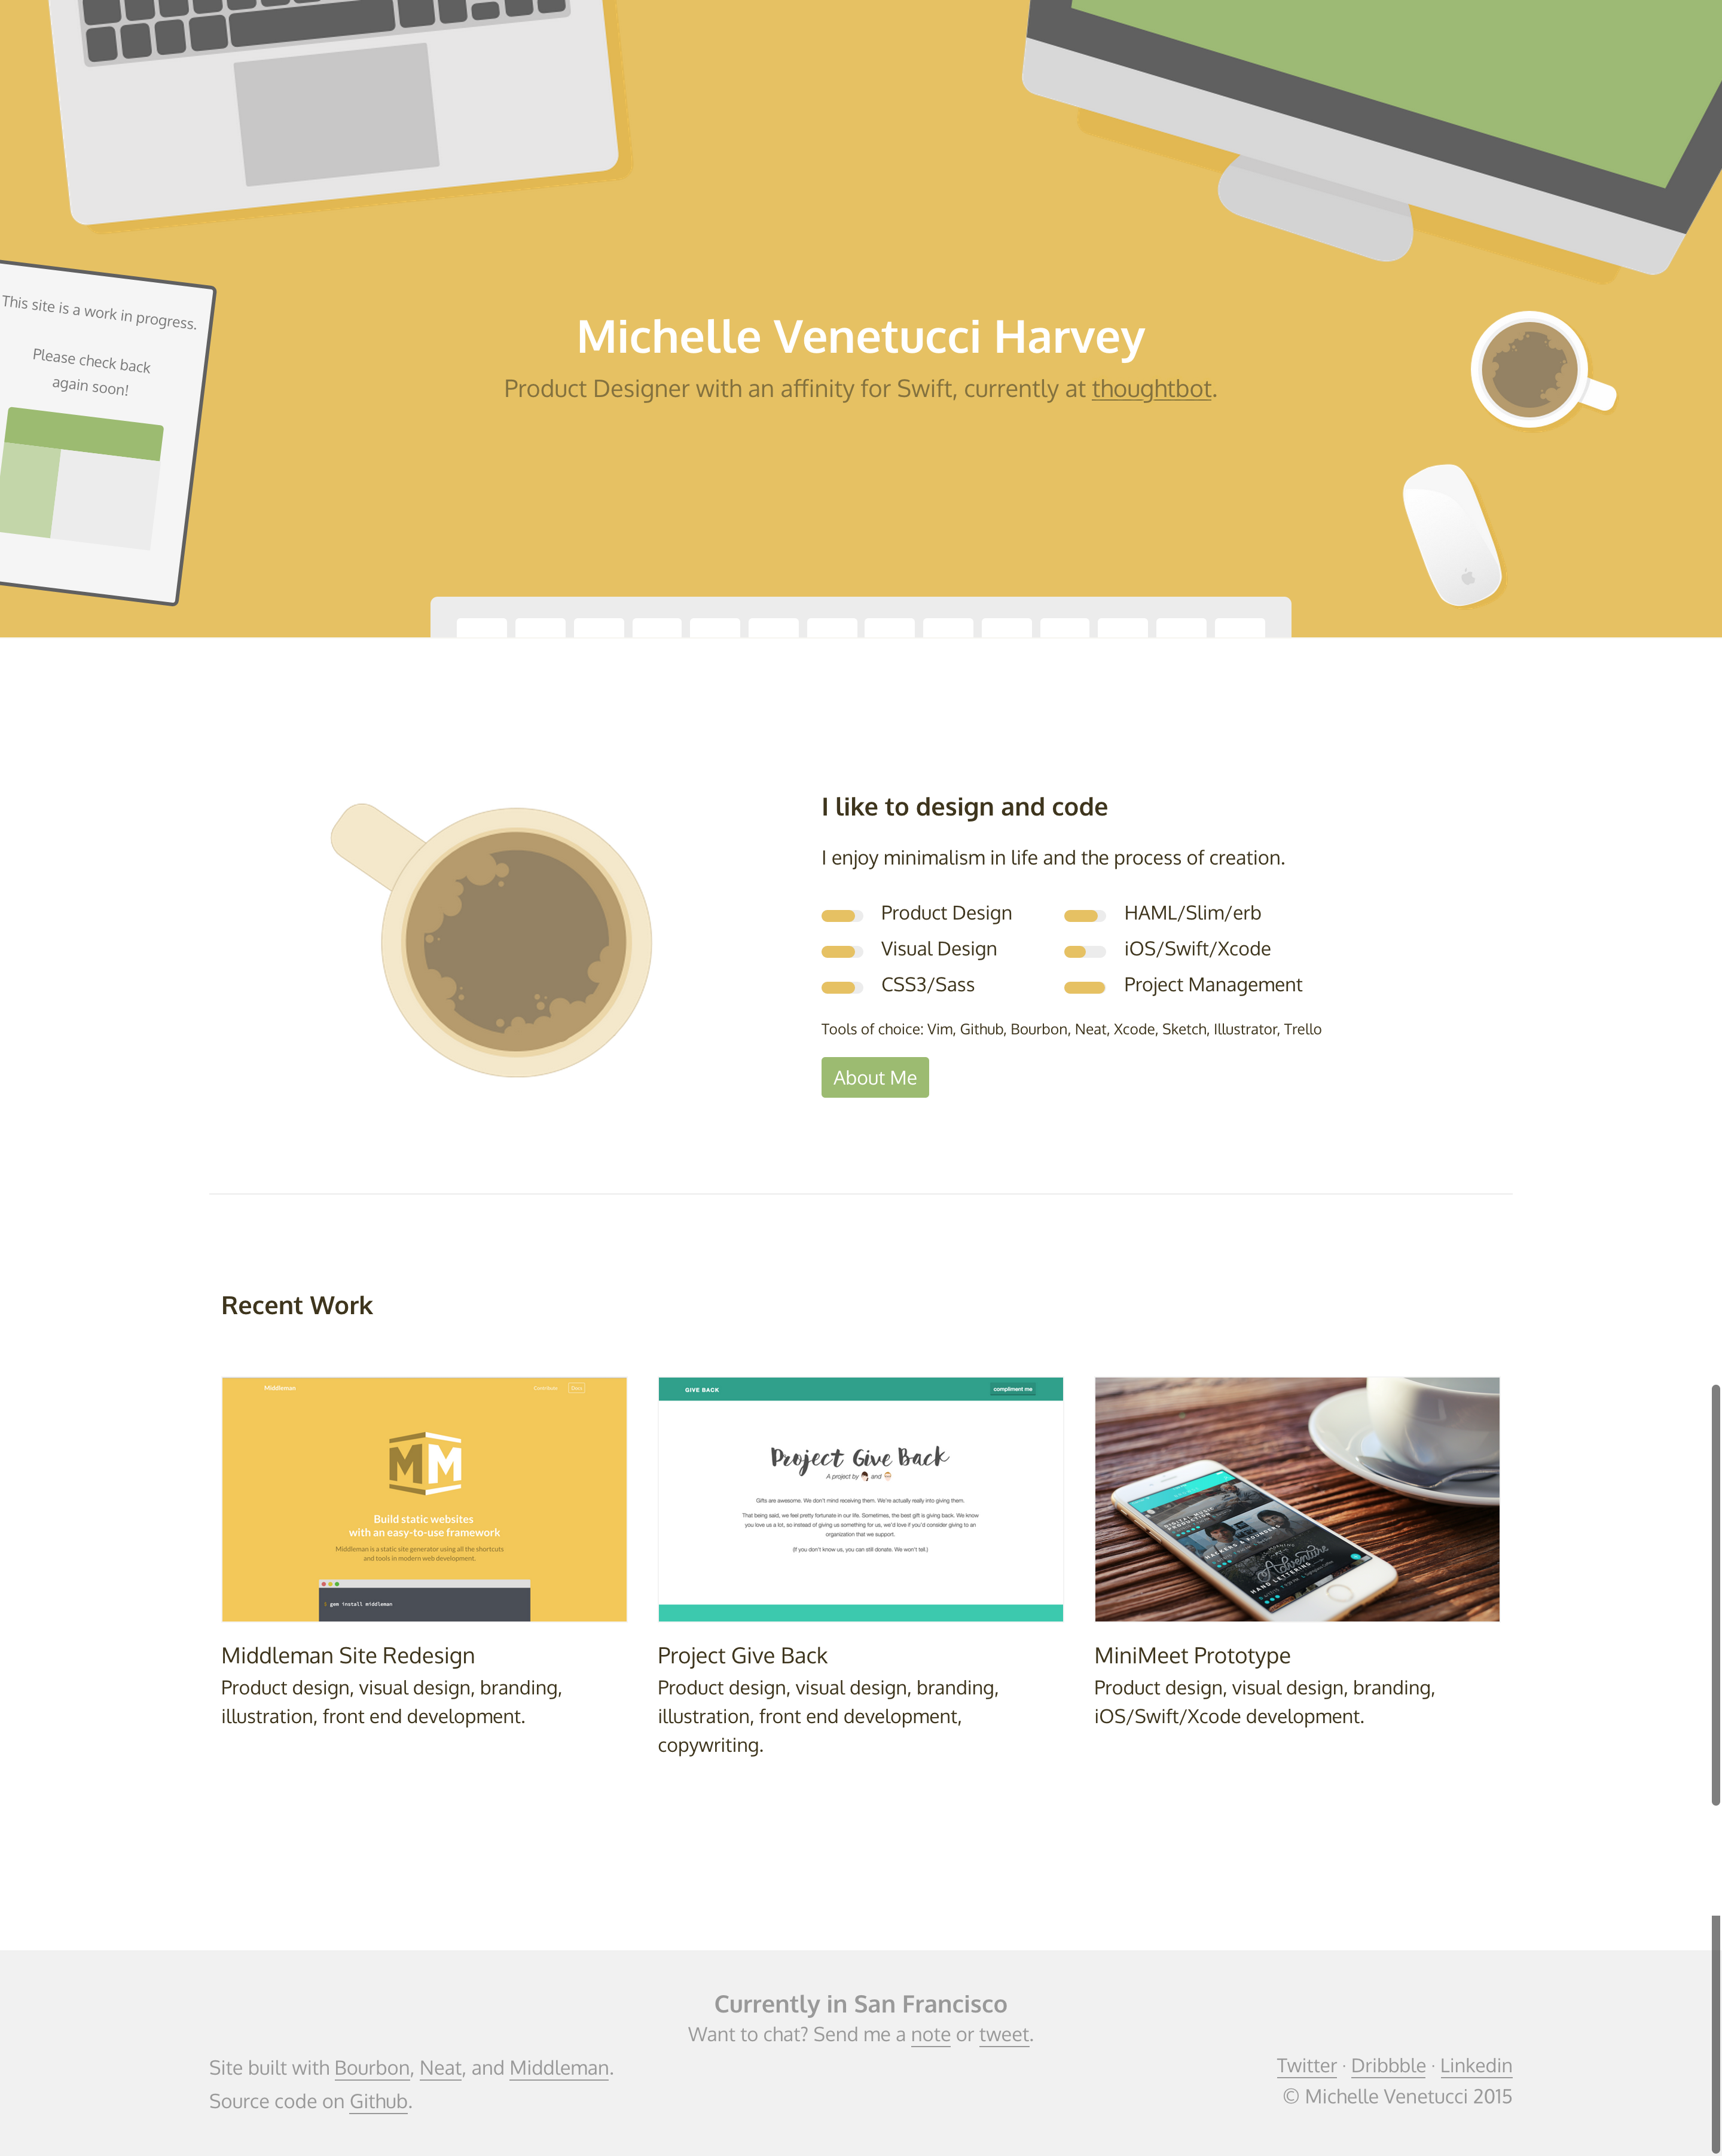 This site is a work in progress.
Please check back
again soon!
Michelle Venetucci Harvey
Product Designer with an affinity for Swift, currently at thoughtbot.
I like to design and code
I enjoy minimalism in life and the process of creation.
Product Design
HAML/Slim/erb
Visual Design
iOS/Swift/Xcode
CSS3/Sass
Project Management
Tools of choice: Vim, Github, Bourbon, Neat, Xcode, Sketch, Illustrator, Trello
About Me
Recent Work
Middleman
Contribute
MM
Build static websites
with an easy-to-use framework
Middleman is a static site generator using all the shortcuts
and tools in modern web development.
$ gem install middleman
Middleman Site Redesign
Product design, visual design, branding,
illustration, front end development.
GIVE BACK
compliment me
Project Give Back
A project by and
Gifts are awesome. We don't mind receiving them. We're actually really into giving them.
That being said, we feel pretty fortunate in our life. Sometimes, the best gift is giving back. We know
you love us a lot, so instead of giving us something for us, we'd love if you'd consider giving to an
organization that we support.
(If you don't know us, you can still donate. We won't tell.)
Project Give Back
Product design, visual design, branding,
illustration, front end development,
copywriting.
DIGITAL MUSIC
PRODUCTION
HACKERS & FOUNDERS
Adventure
HAND LETTERING
MiniMeet Prototype
Product design, visual design, branding,
iOS/Swift/Xcode development.
Currently in San Francisco
Want to chat? Send me a note or tweet.
Site built with Bourbon, Neat, and Middleman.
Source code on Github.
Twitter · Dribbble · Linkedin
© Michelle Venetucci 2015